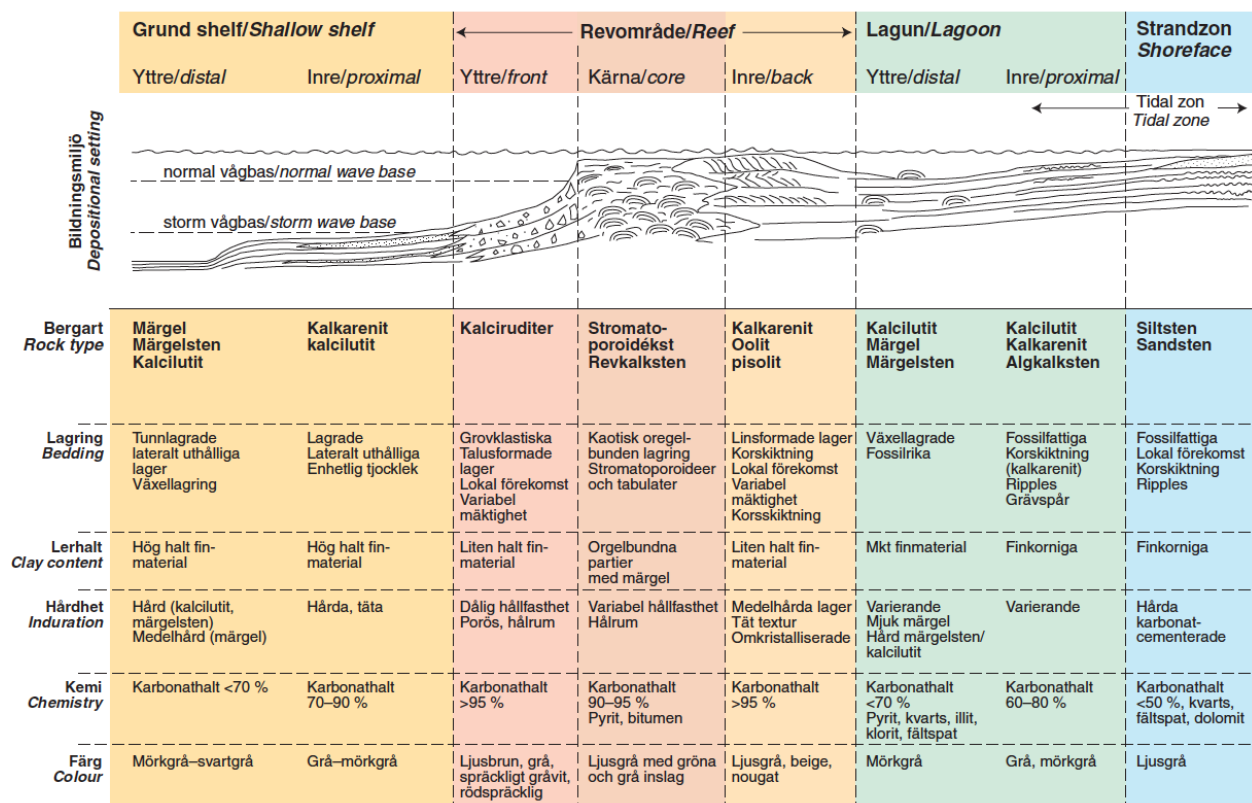 Grund shelf/Shallow shelf
Revområde/Reef
Lagun/Lagoon
Strandzon
Shoreface
Yttre/distal
Inre/proximal
Yttre/front
Kärna/core
Inre/back
Yttre/distal
Inre/proximal
Tidal zon
Tidal zone
Bildningsmiljö
Depositional setting
normal vågbas/normal wave base
storm vågbas/storm wave base
Bergart
Rock type
Märgel
Märgelsten
Kalcilutit
Kalkarenit
kalcilutit
Kalciruditer
Stromato-
poroidékst
Revkalksten
Kalkarenit
Oolit
pisolit
Kalcilutit
Märgel
Märgelsten
Kalcilutit
Kalkarenit
Algkalksten
Siltsten
Sandsten
Lagring
Bedding
Tunnlagrade
lateralt uthålliga
lager
Växellagring
Lagrade
Lateralt uthålliga
Enhetlig tjocklek
Grovklastiska
Talusformade
lager
Lokal förekomst
Variabel
mäktighet
Kaotisk oregel-
bunden lagring
Stromatoporoideer
och tabulater
Linsformade lager
Korskiktning
Lokal förekomst
Variabel
mäktighet
Korsskiktning
Växellagrade
Fossilrika
Fossilfattiga
Korskiktning
(kalkarenit)
Ripples
Grävspår
Fossilfattiga
Lokal förekomst
Korskiktning
Ripples
Lerhalt
Clay content
Hög halt fin-
material
Hög halt fin-
material
Liten halt fin-
material
Orgelbundna
partier
med märgel
Liten halt fin-
material
Mkt finmaterial
Finkorniga
Finkorniga
Hårdhet
Induration
Hård (kalcilutit,
märgelsten)
Medelhård (märgel)
Hårda, täta
Dålig hållfasthet
Porös, hålrum
Variabel hållfasthet
Hålrum
Medelhårda lager
Tät textur
Omkristalliserade
Varierande
Mjuk märgel
Hård märgelsten/
kalcilutit
Varierande
Hårda
karbonat-
cementerade
Kemi
Chemistry
Karbonathalt <70 %
Karbonathalt
70–90 %
Karbonathalt
>95 %
Karbonathalt
90–95 %
Pyrit, bitumen
Karbonathalt
>95 %
Karbonathalt
<70 %
Pyrit, kvarts, illit,
klorit, fältspat
Karbonathalt
60–80 %
Karbonathalt
<50 %, kvarts,
fältspat, dolomit
Färg
Colour
Mörkgrå–svartgrå
Grå–mörkgrå
Ljusbrun, grå,
spräckligt gråvit,
rödspräcklig
Ljusgrå med gröna
och grå inslag
Ljusgrå, beige,
nougat
Mörkgrå
Grå, mörkgrå
Ljusgrå